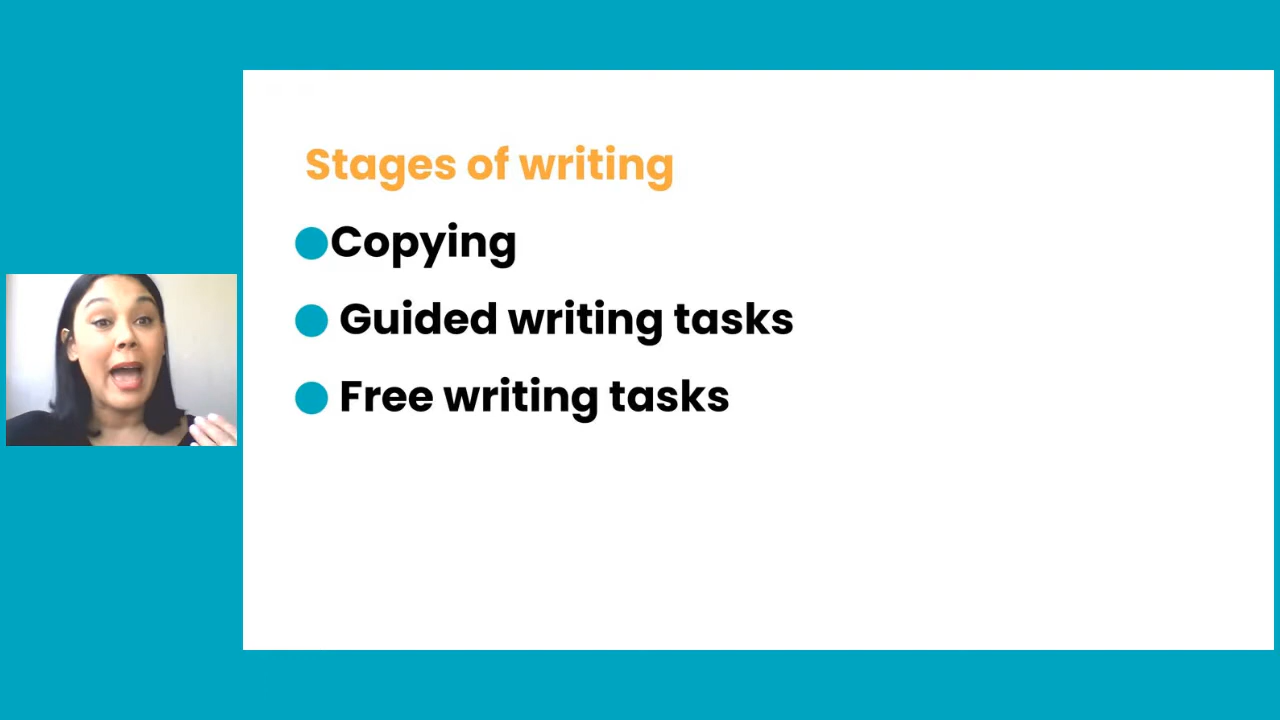 Stages of writing
Copying
Guided writing tasks
Free writing tasks